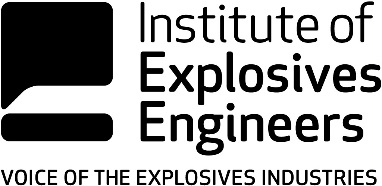 Institute of
Explosives
Engineers
VOICE OF THE EXPLOSIVES INDUSTRIES